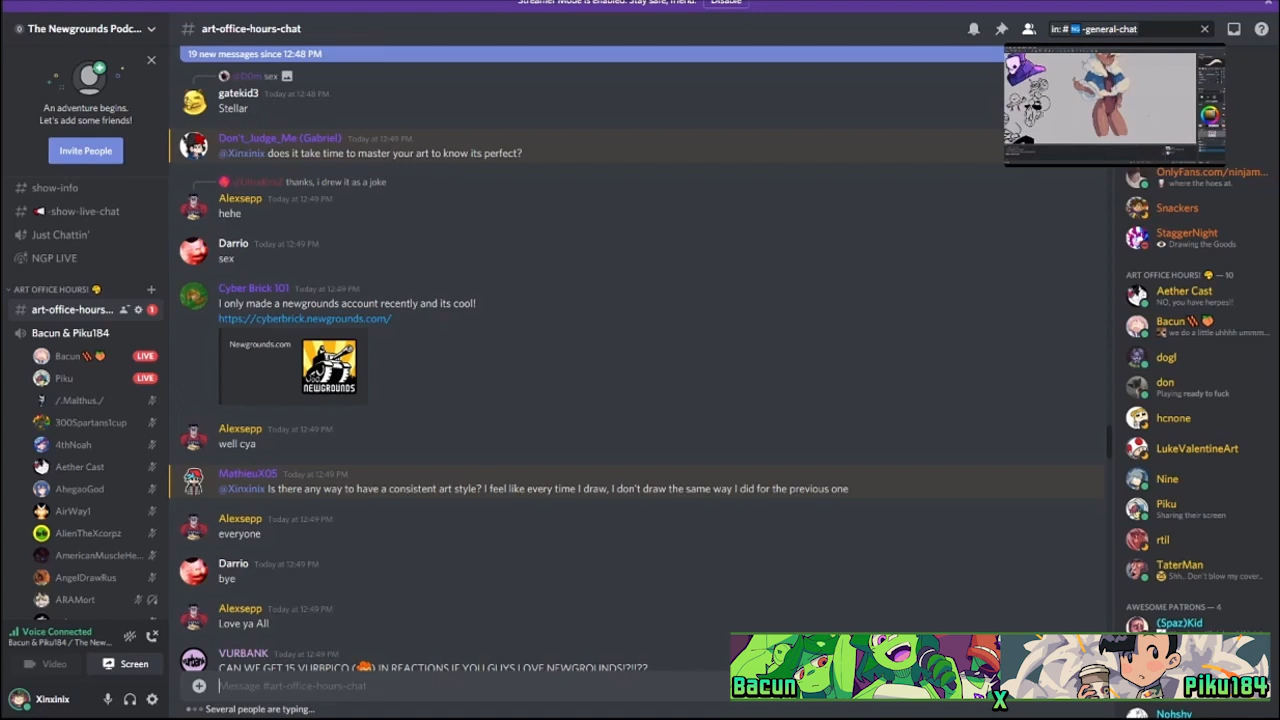 Streamer Mode is enabled. Stay safe, friend. Disable
The Newgrounds Podc...
# art-office-hours-chat
in: # NG -general-chat
19 new messages since 12:48 PM
An adventure begins.
Let's add some friends!
Invite People
show-info
-show-live-chat
Just Chattin'
NGP LIVE
ART OFFICE HOURS!
art-office-hours... 1
Bacun & Piku184
Bacun LIVE
Piku LIVE
/.Malthus./
300Spartans1cup
4thNoah
Aether Cast
AhegaoGod
AirWay1
AlienTheXcorpz
AmericanMuscleHe...
AngelDrawRus
ARAMort
Voice Connected
Bacun & Piku184 / The New...
Video
Screen
Xinxinix
@D0m sex
gatekid3 Today at 12:48 PM
Stellar
Don't_Judge_Me (Gabriel) Today at 12:49 PM
@Xinxinix does it take time to master your art to know its perfect?
thanks, i drew it as a joke
Alexsepp Today at 12:49 PM
hehe
Darrio Today at 12:49 PM
sex
Cyber Brick 101 Today at 12:49 PM
I only made a newgrounds account recently and its cool!
https://cyberbrick.newgrounds.com/
Newgrounds.com
NEWGROUNDS
Alexsepp Today at 12:49 PM
well cya
MathieuX05 Today at 12:49 PM
@Xinxinix Is there any way to have a consistent art style? I feel like every time I draw, I don't draw the same way I did for the previous one
Alexsepp Today at 12:49 PM
everyone
Darrio Today at 12:49 PM
bye
Alexsepp Today at 12:49 PM
Love ya All
VURBANK Today at 12:49 PM
CAN WE GET 15 VURBPICO IN REACTIONS IF YOU GUYS LOVE NEWGROUNDS!?!!??
Message #art-office-hours-chat
Several people are typing...
OnlyFans.com/ninjam...
where the hoes at.
Snackers
StaggerNight
Drawing the Goods
ART OFFICE HOURS! — 10
Aether Cast
NO, you have herpes!!
Bacun
we do a little uhhh ummm...
dogl
don
Playing ready to fuck
hcnone
LukeValentineArt
Nine
Piku
Sharing their screen
rtil
TaterMan
Shh.. Don't blow my cover...
AWESOME PATRONS — 4
(Spaz)Kid
Nohshy
Bacun
X
Piku184